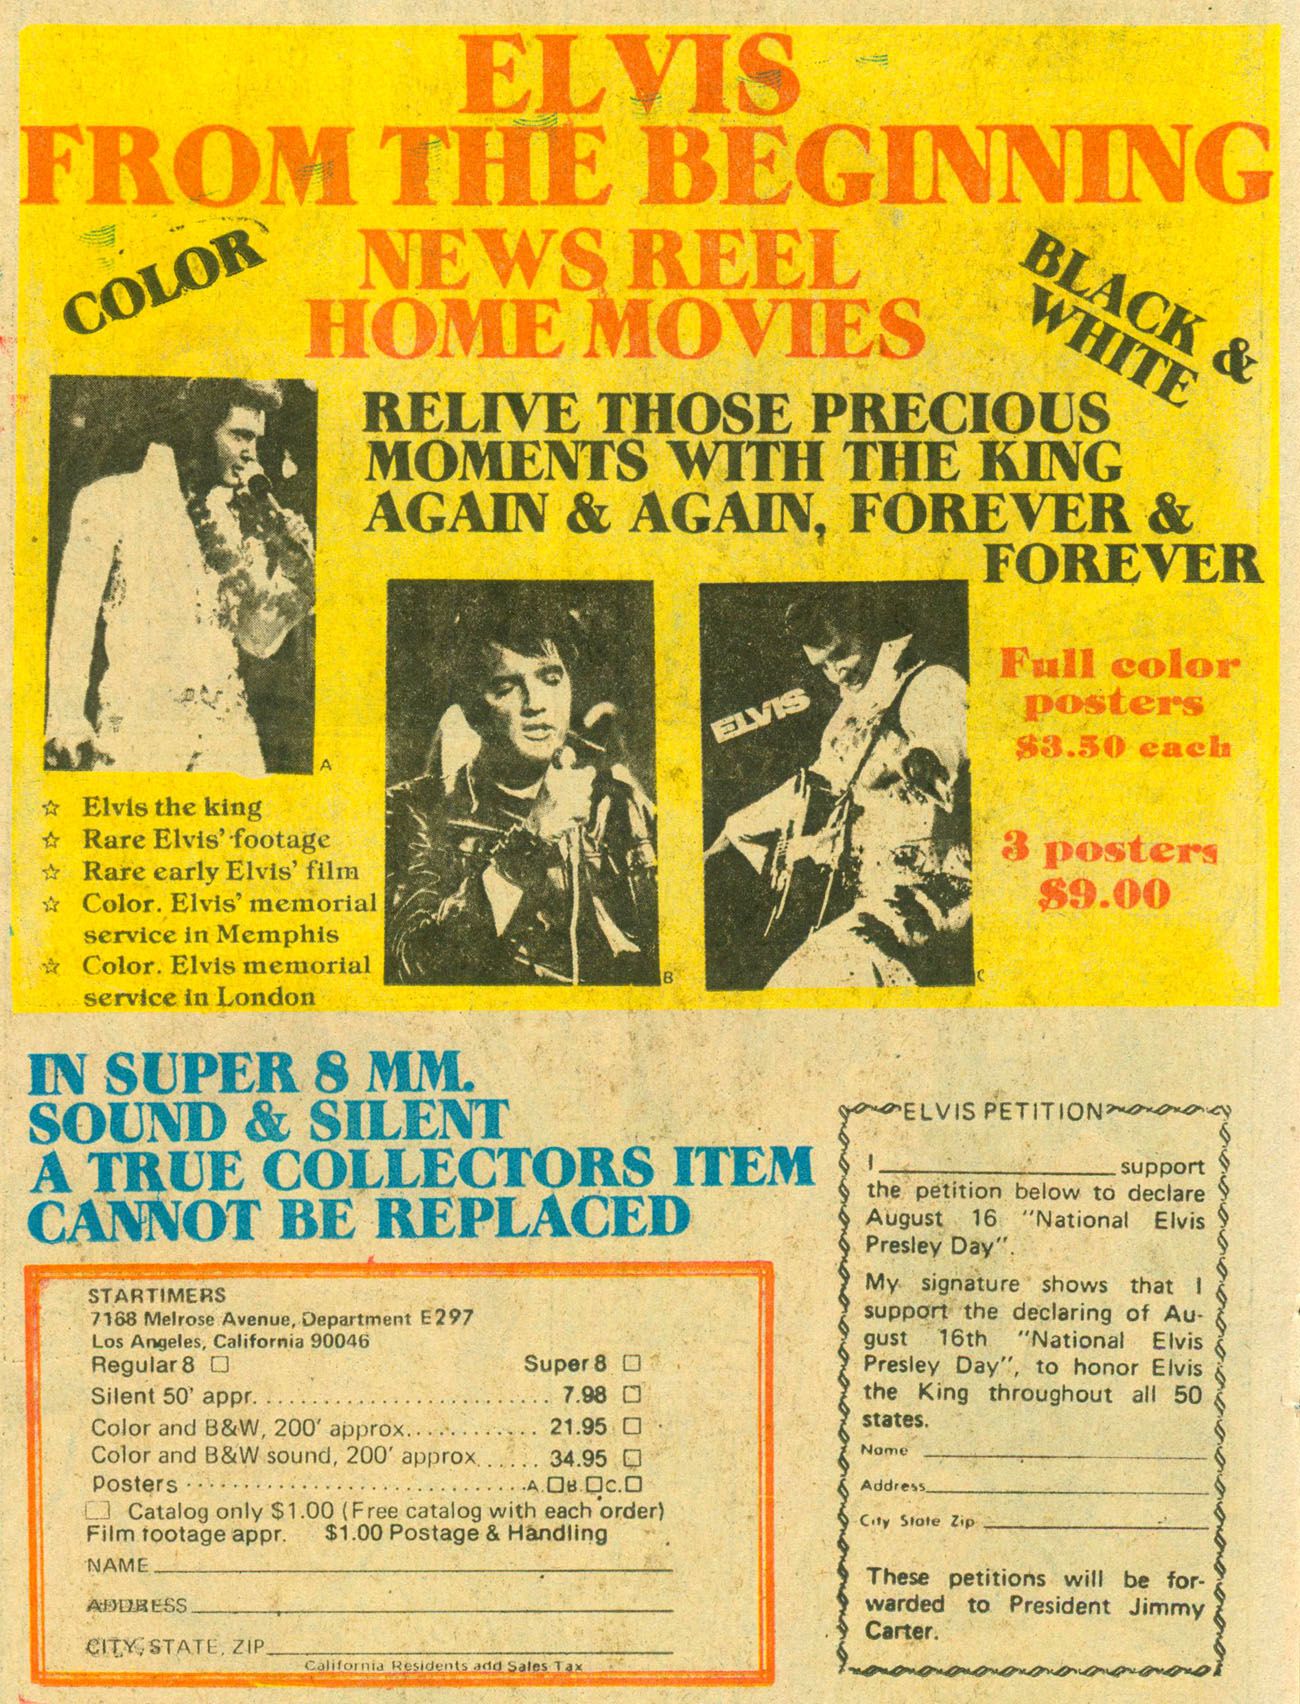 ELVIS
FROM THE BEGINNING
COLOR
NEWS REEL
HOME MOVIES
BLACK &
WHITE
RELIVE THOSE PRECIOUS
MOMENTS WITH THE KING
AGAIN & AGAIN, FOREVER &
FOREVER
ELVIS
A
B
C
Full color
posters
$3.50 each
3 posters
$9.00
☆ Elvis the king
☆ Rare Elvis' footage
☆ Rare early Elvis' film
☆ Color. Elvis' memorial
service in Memphis
☆ Color. Elvis memorial
service in London
IN SUPER 8 MM.
SOUND & SILENT
A TRUE COLLECTORS ITEM
CANNOT BE REPLACED
STARTIMERS
7168 Melrose Avenue, Department E297
Los Angeles, California 90046
Regular 8 □ Super 8 □
Silent 50' appr. . . . . . . . . . . . . . . . . . . . . . . . . . . 7.98 □
Color and B&W, 200' approx. . . . . . . . . . . . . 21.95 □
Color and B&W sound, 200' approx. . . . . . . 34.95 □
Posters . . . . . . . . . . . . . . . . . . . . . . . . . . . . . . A. □ B. □ C. □
□ Catalog only $1.00 (Free catalog with each order)
Film footage appr. $1.00 Postage & Handling
NAME
ADDRESS
CITY, STATE, ZIP
California Residents add Sales Tax
ELVIS PETITION
I ____________________ support
the petition below to declare
August 16 "National Elvis
Presley Day".
My signature shows that I
support the declaring of Au-
gust 16th "National Elvis
Presley Day", to honor Elvis
the King throughout all 50
states.
Name
Address
City State Zip
These petitions will be for-
warded to President Jimmy
Carter.